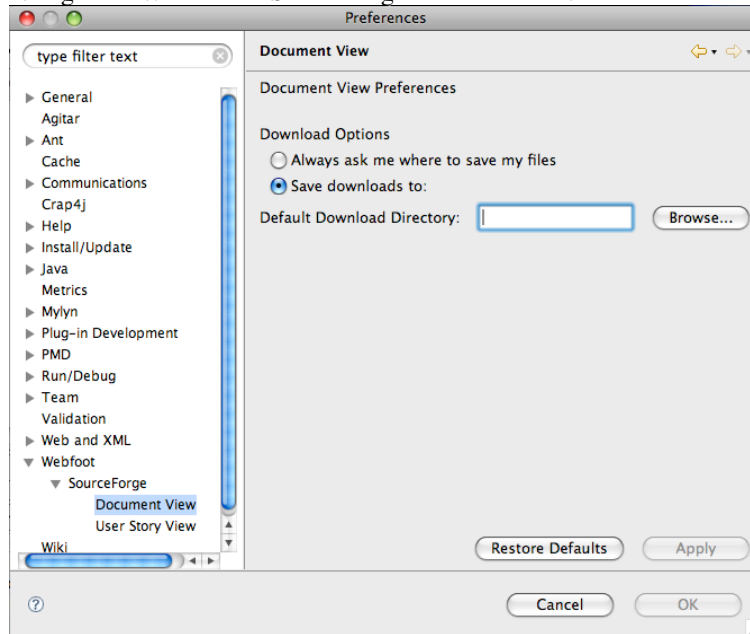 Preferences
type filter text
Document View
General
Agitar
Ant
Cache
Communications
Crap4j
Help
Install/Update
Java
Metrics
Mylyn
Plug-in Development
PMD
Run/Debug
Team
Validation
Web and XML
Webfoot
SourceForge
Document View
User Story View
Wiki
Document View Preferences
Download Options
Always ask me where to save my files
Save downloads to:
Default Download Directory:
Browse...
Restore Defaults
Apply
?
Cancel
OK